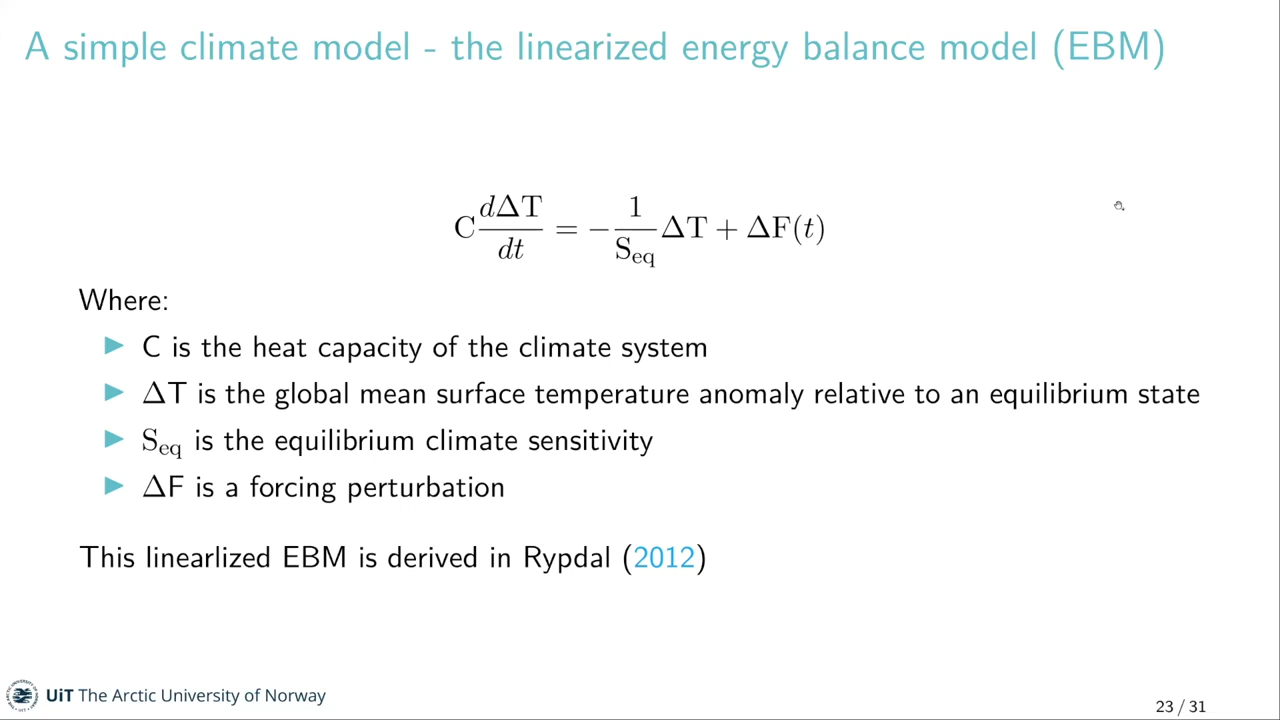 A simple climate model - the linearized energy balance model (EBM)
C dΔT/dt = − 1/S_eq ΔT + ΔF(t)
Where:
▶ C is the heat capacity of the climate system
▶ ΔT is the global mean surface temperature anomaly relative to an equilibrium state
▶ S_eq is the equilibrium climate sensitivity
▶ ΔF is a forcing perturbation
This linearlized EBM is derived in Rypdal (2012)
UiT The Arctic University of Norway
23 / 31